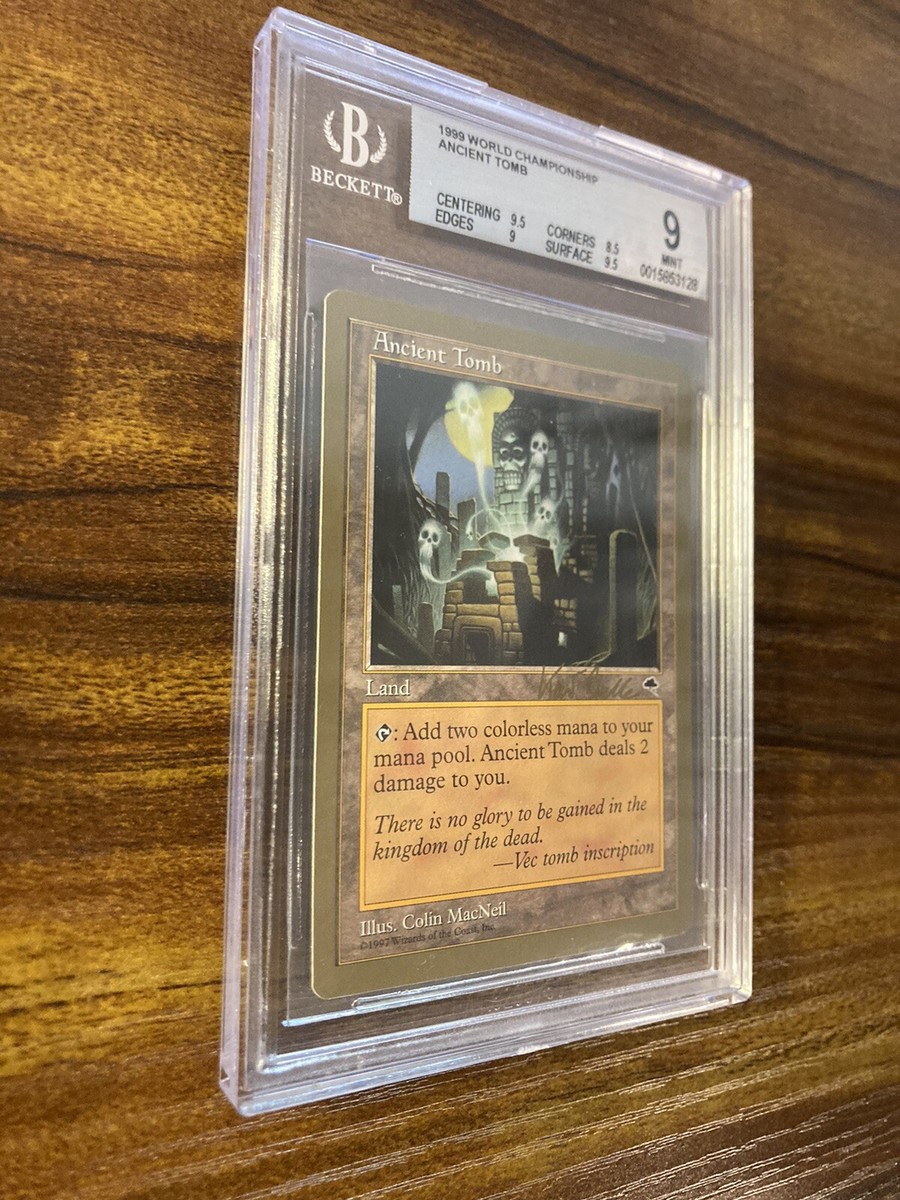 B
BECKETT®
1999 WORLD CHAMPIONSHIP
ANCIENT TOMB
CENTERING 9.5 CORNERS 8.5
EDGES 9 SURFACE 9.5
9
MINT
0015853128
Ancient Tomb
Land
: Add two colorless mana to your
mana pool. Ancient Tomb deals 2
damage to you.
There is no glory to be gained in the
kingdom of the dead.
—Vec tomb inscription
Illus. Colin MacNeil
©1997 Wizards of the Coast, Inc.